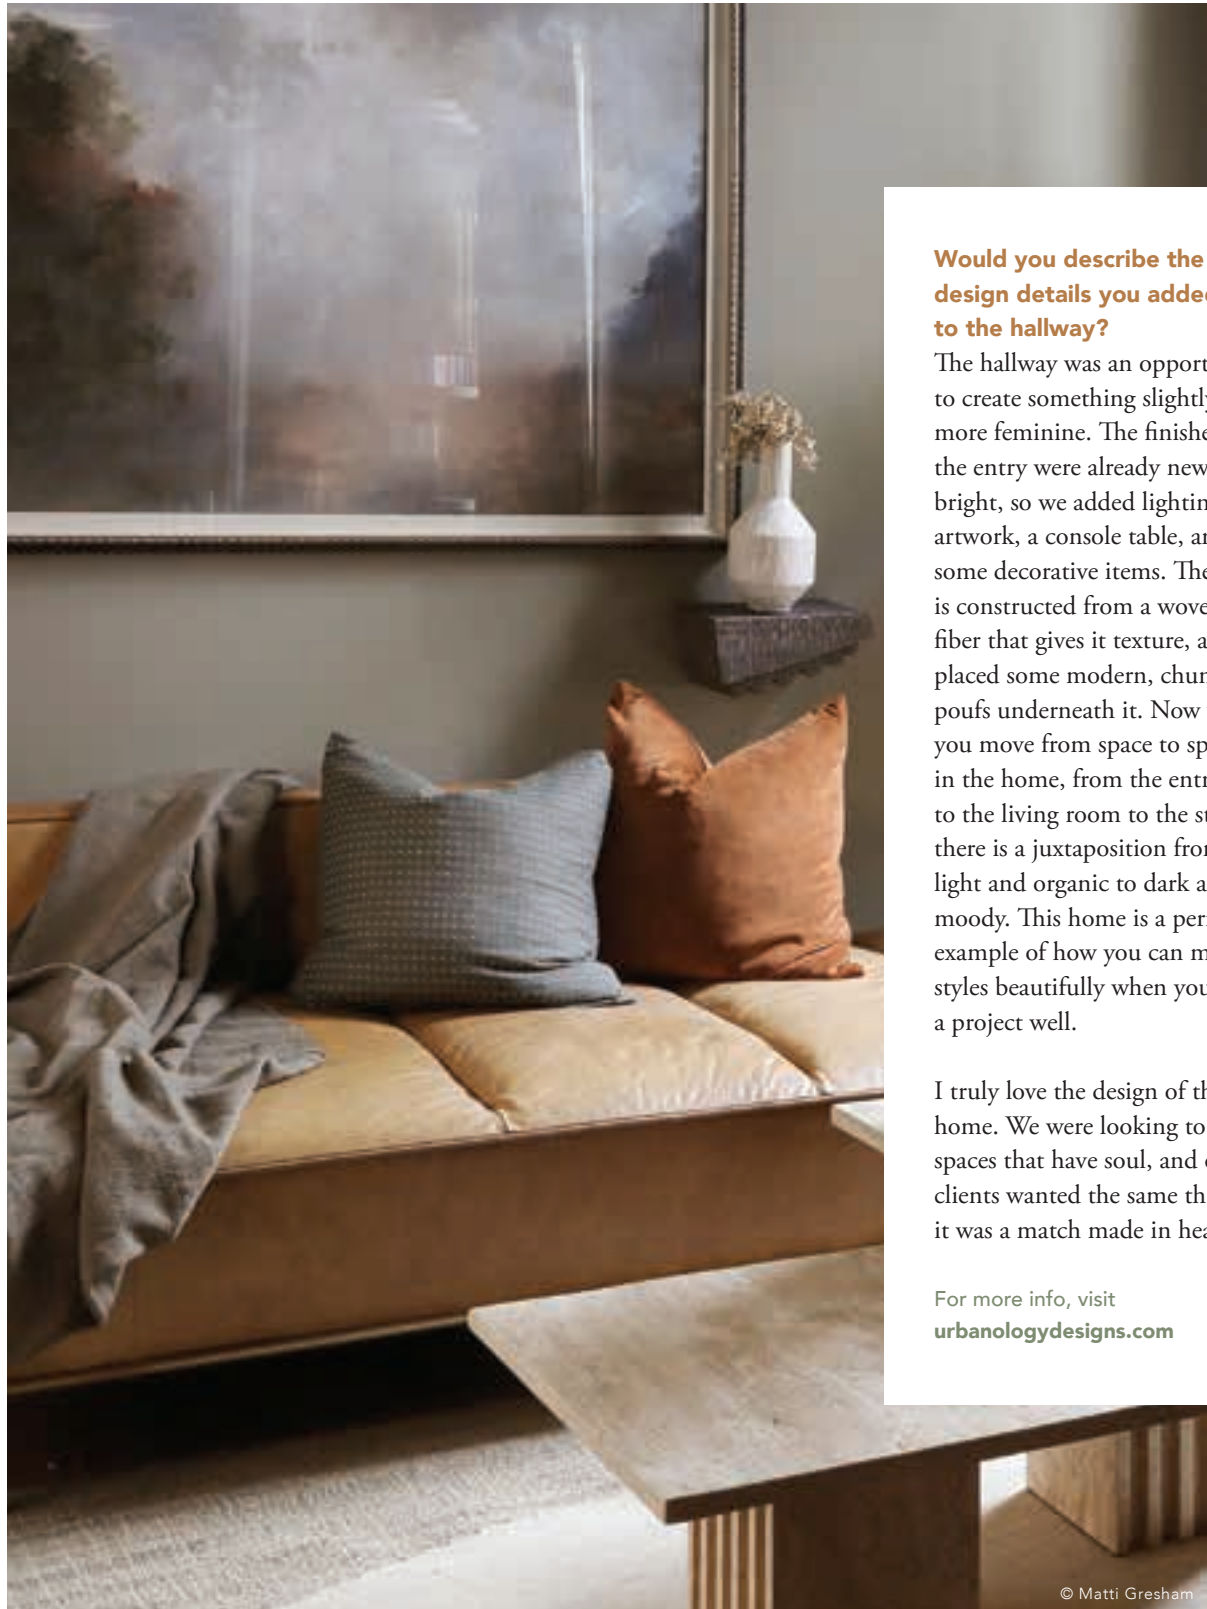 Would you describe the
design details you added
to the hallway?
The hallway was an opport
to create something slightly
more feminine. The finishe
the entry were already new
bright, so we added lightin
artwork, a console table, an
some decorative items. The
is constructed from a wove
fiber that gives it texture, a
placed some modern, chun
poufs underneath it. Now
you move from space to sp
in the home, from the entr
to the living room to the st
there is a juxtaposition fron
light and organic to dark a
moody. This home is a per
example of how you can m
styles beautifully when you
a project well.
I truly love the design of th
home. We were looking to
spaces that have soul, and
clients wanted the same th
it was a match made in hea
For more info, visit
urbanologydesigns.com
© Matti Gresham